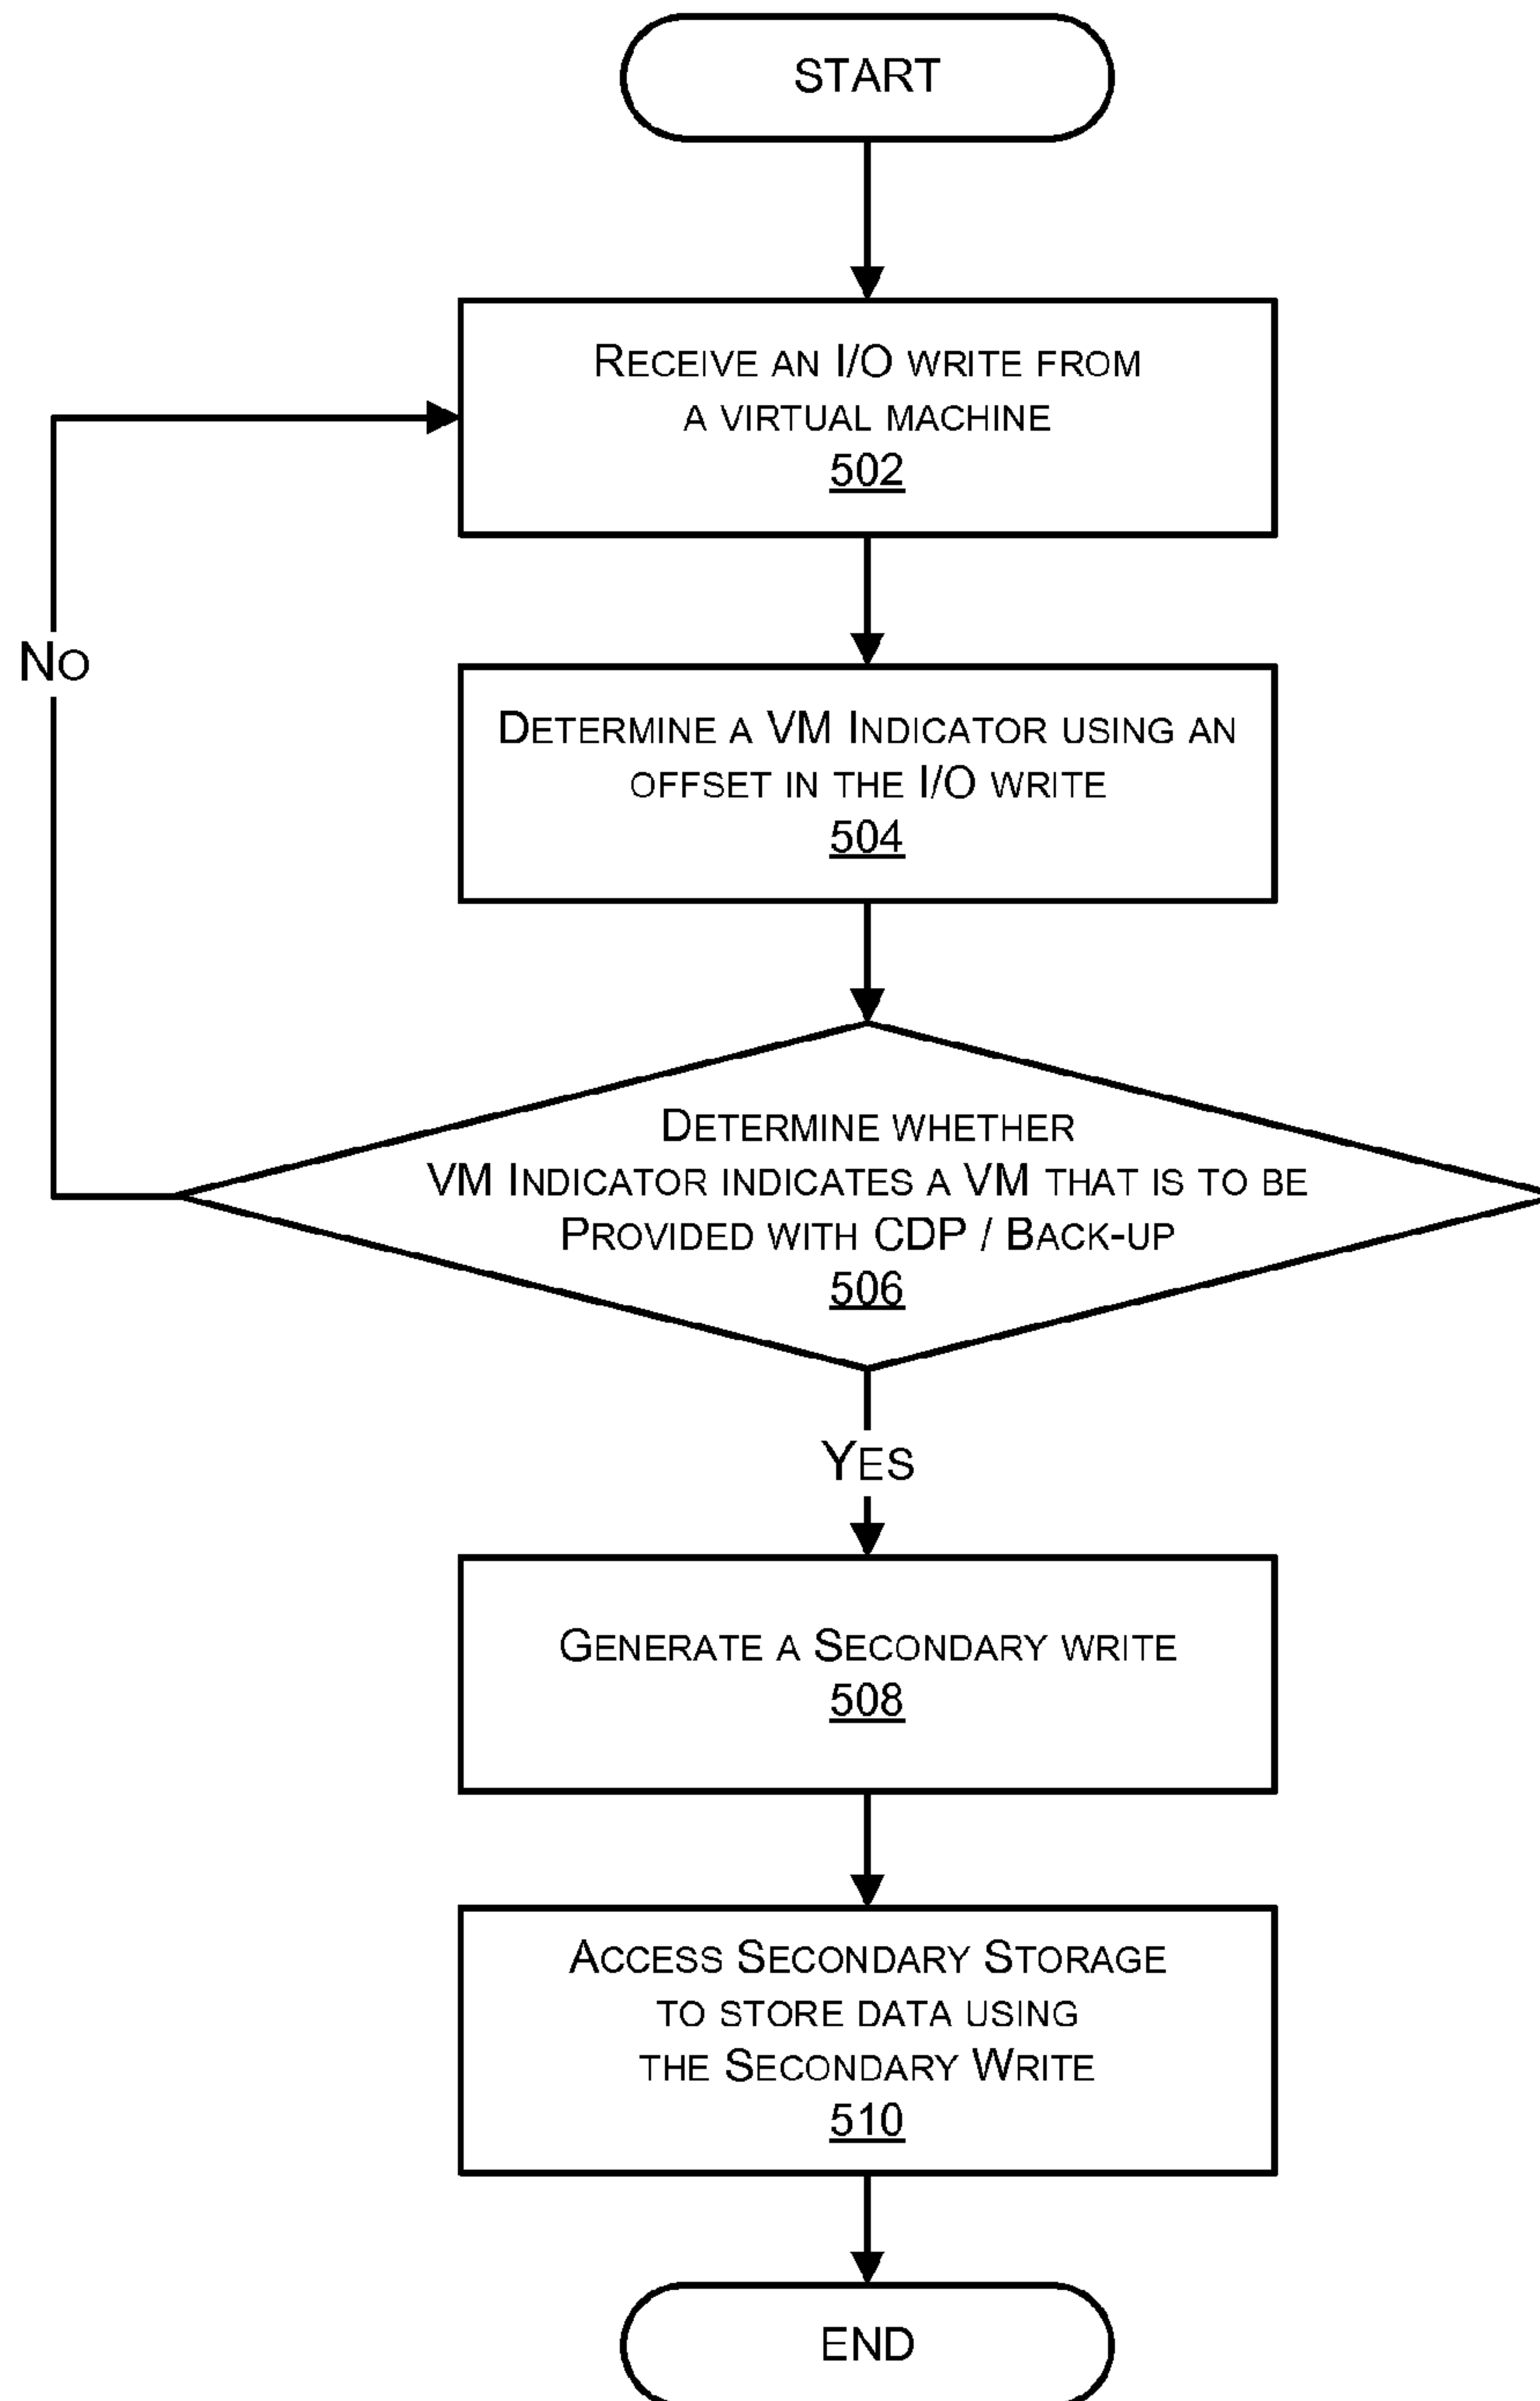 START
RECEIVE AN I/O WRITE FROM
A VIRTUAL MACHINE
502
NO
DETERMINE A VM INDICATOR USING AN
OFFSET IN THE I/O WRITE
504
DETERMINE WHETHER
VM INDICATOR INDICATES A VM THAT IS TO BE
PROVIDED WITH CDP / BACK-UP
506
YES
GENERATE A SECONDARY WRITE
508
ACCESS SECONDARY STORAGE
TO STORE DATA USING
THE SECONDARY WRITE
510
END